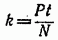 k = Pt/N